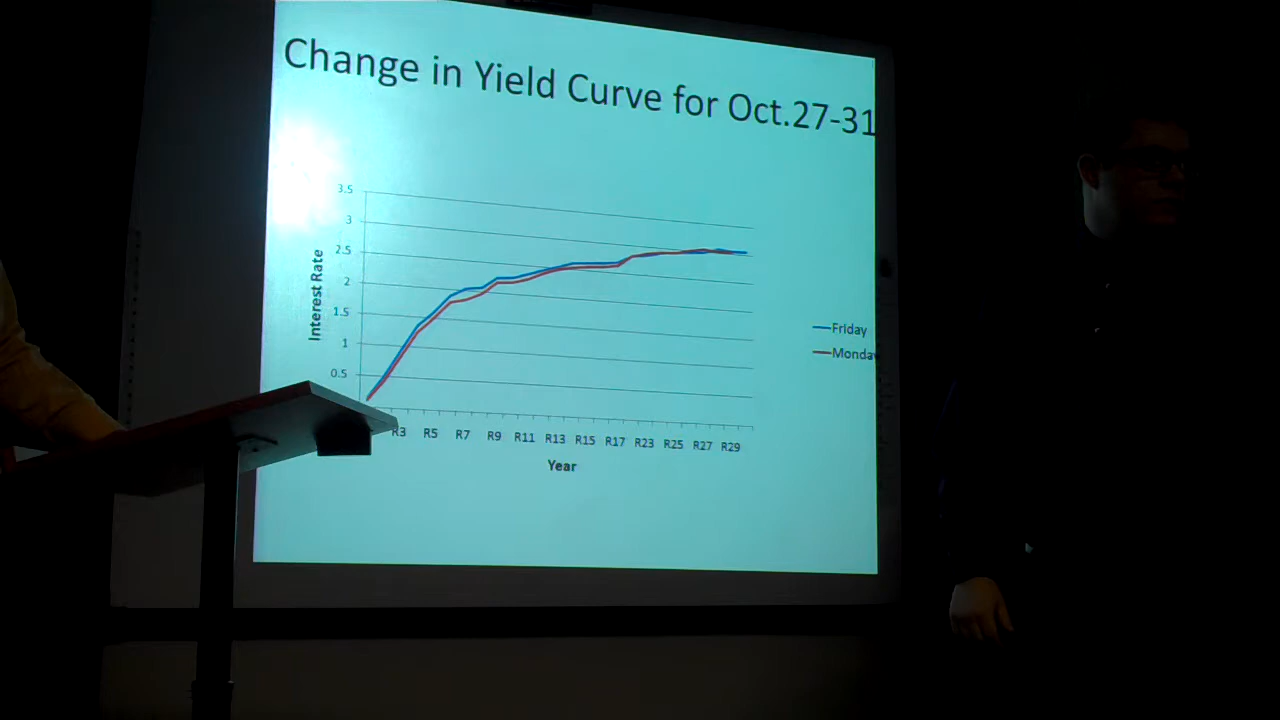 Change in Yield Curve for Oct.27-31
3.5
3
2.5
2
1.5
1
0.5
Interest Rate
R3 R5 R7 R9 R11 R13 R15 R17 R23 R25 R27 R29
Year
Friday
Monday